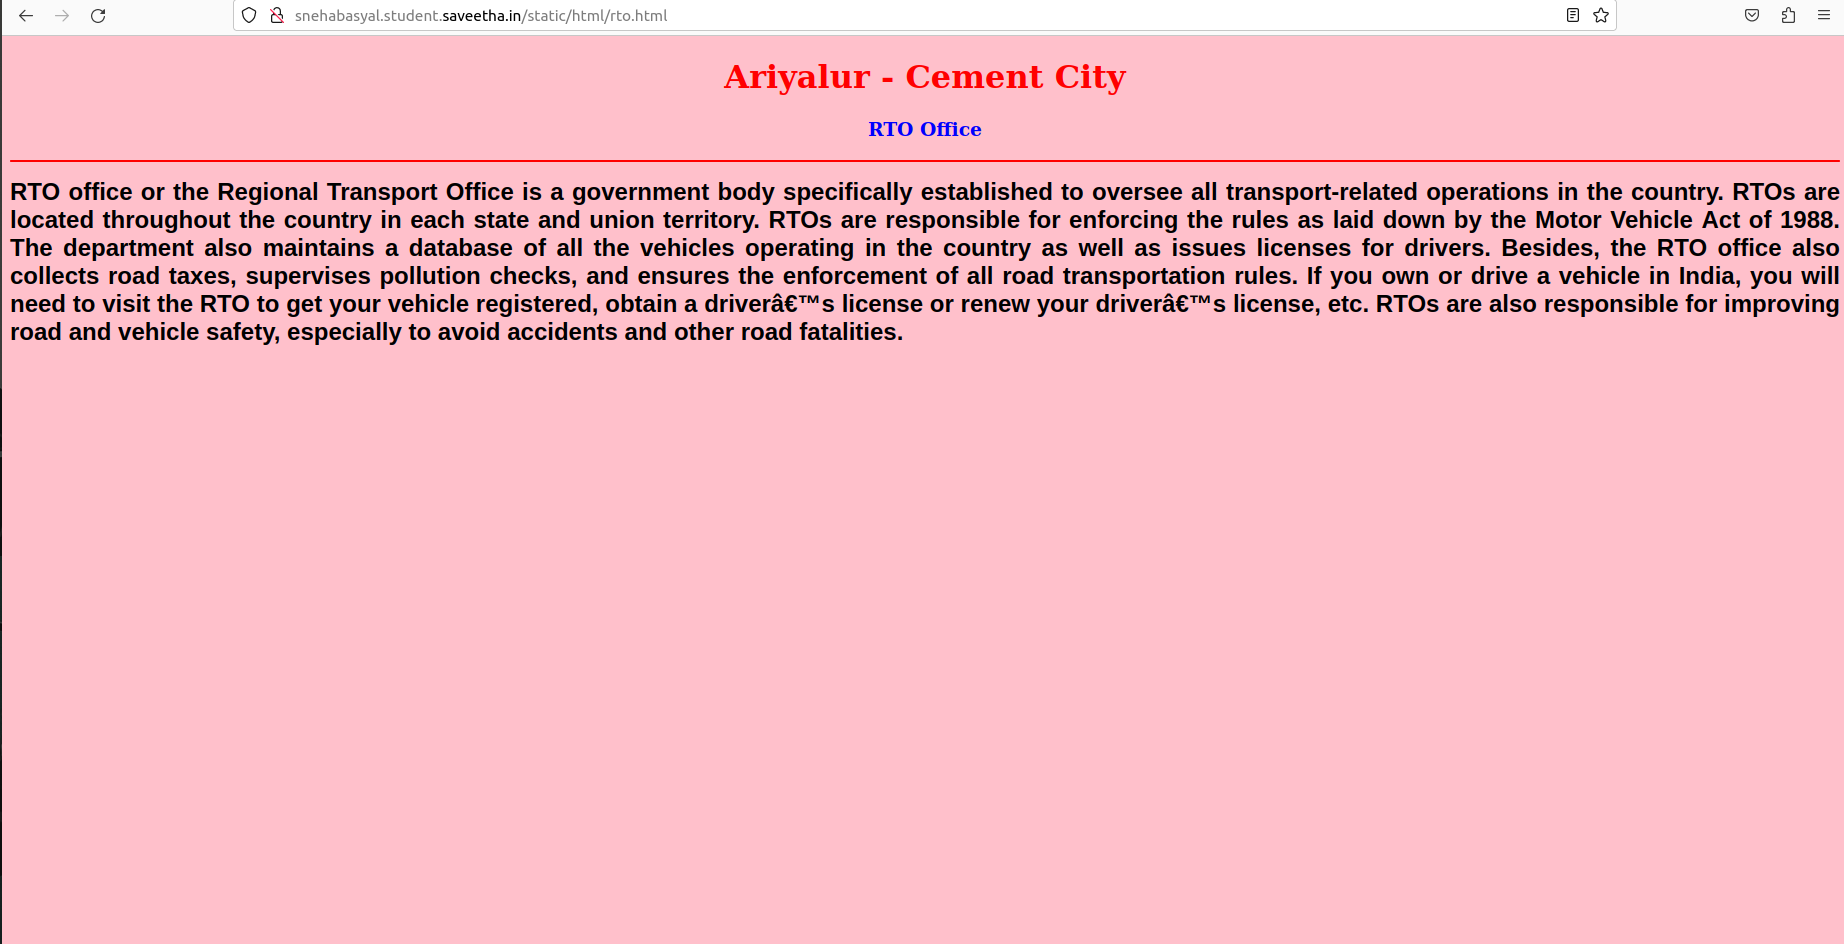 snehabasyal.student.saveetha.in/static/html/rto.html
Ariyalur - Cement City
RTO Office
RTO office or the Regional Transport Office is a government body specifically established to oversee all transport-related operations in the country. RTOs are
located throughout the country in each state and union territory. RTOs are responsible for enforcing the rules as laid down by the Motor Vehicle Act of 1988.
The department also maintains a database of all the vehicles operating in the country as well as issues licenses for drivers. Besides, the RTO office also
collects road taxes, supervises pollution checks, and ensures the enforcement of all road transportation rules. If you own or drive a vehicle in India, you will
need to visit the RTO to get your vehicle registered, obtain a driverâ€™s license or renew your driverâ€™s license, etc. RTOs are also responsible for improving
road and vehicle safety, especially to avoid accidents and other road fatalities.